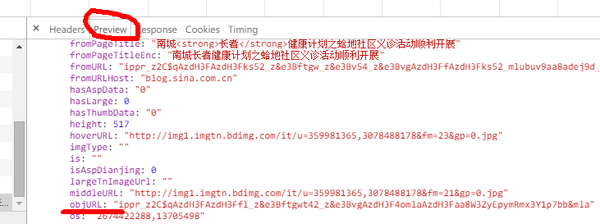 Headers Preview Response Cookies Timing
fromPageTitle: "南城<strong>长者</strong>健康计划之蛤地社区义诊活动顺利开展"
fromPageTitleEnc: "南城长者健康计划之蛤地社区义诊活动顺利开展"
fromURL: "ippr_z2C$qAzdH3FAzdH3Fks52_z&e3Bftgw_z&e3Bv54_z&e3BvgAzdH3FfAzdH3Fks52_mlubuv9aa8adej9d_
fromURLHost: "blog.sina.com.cn"
hasAspData: "0"
hasLarge: 0
hasThumbData: "0"
height: 517
hoverURL: "http://img1.imgtn.bdimg.com/it/u=359981365,3078488178&fm=23&gp=0.jpg"
imgType: ""
is: ""
isAspDianjing: 0
largeTnImageUrl: ""
middleURL: "http://img1.imgtn.bdimg.com/it/u=359981365,3078488178&fm=21&gp=0.jpg"
objURL: "ippr_z2C$qAzdH3FAzdH3Ffl_z&e3Bftgwt42_z&e3BvgAzdH3F4omlaAzdH3Faa8W3ZyEpymRmx3Y1p7bb&mla"
os: "2674422288,13705498"